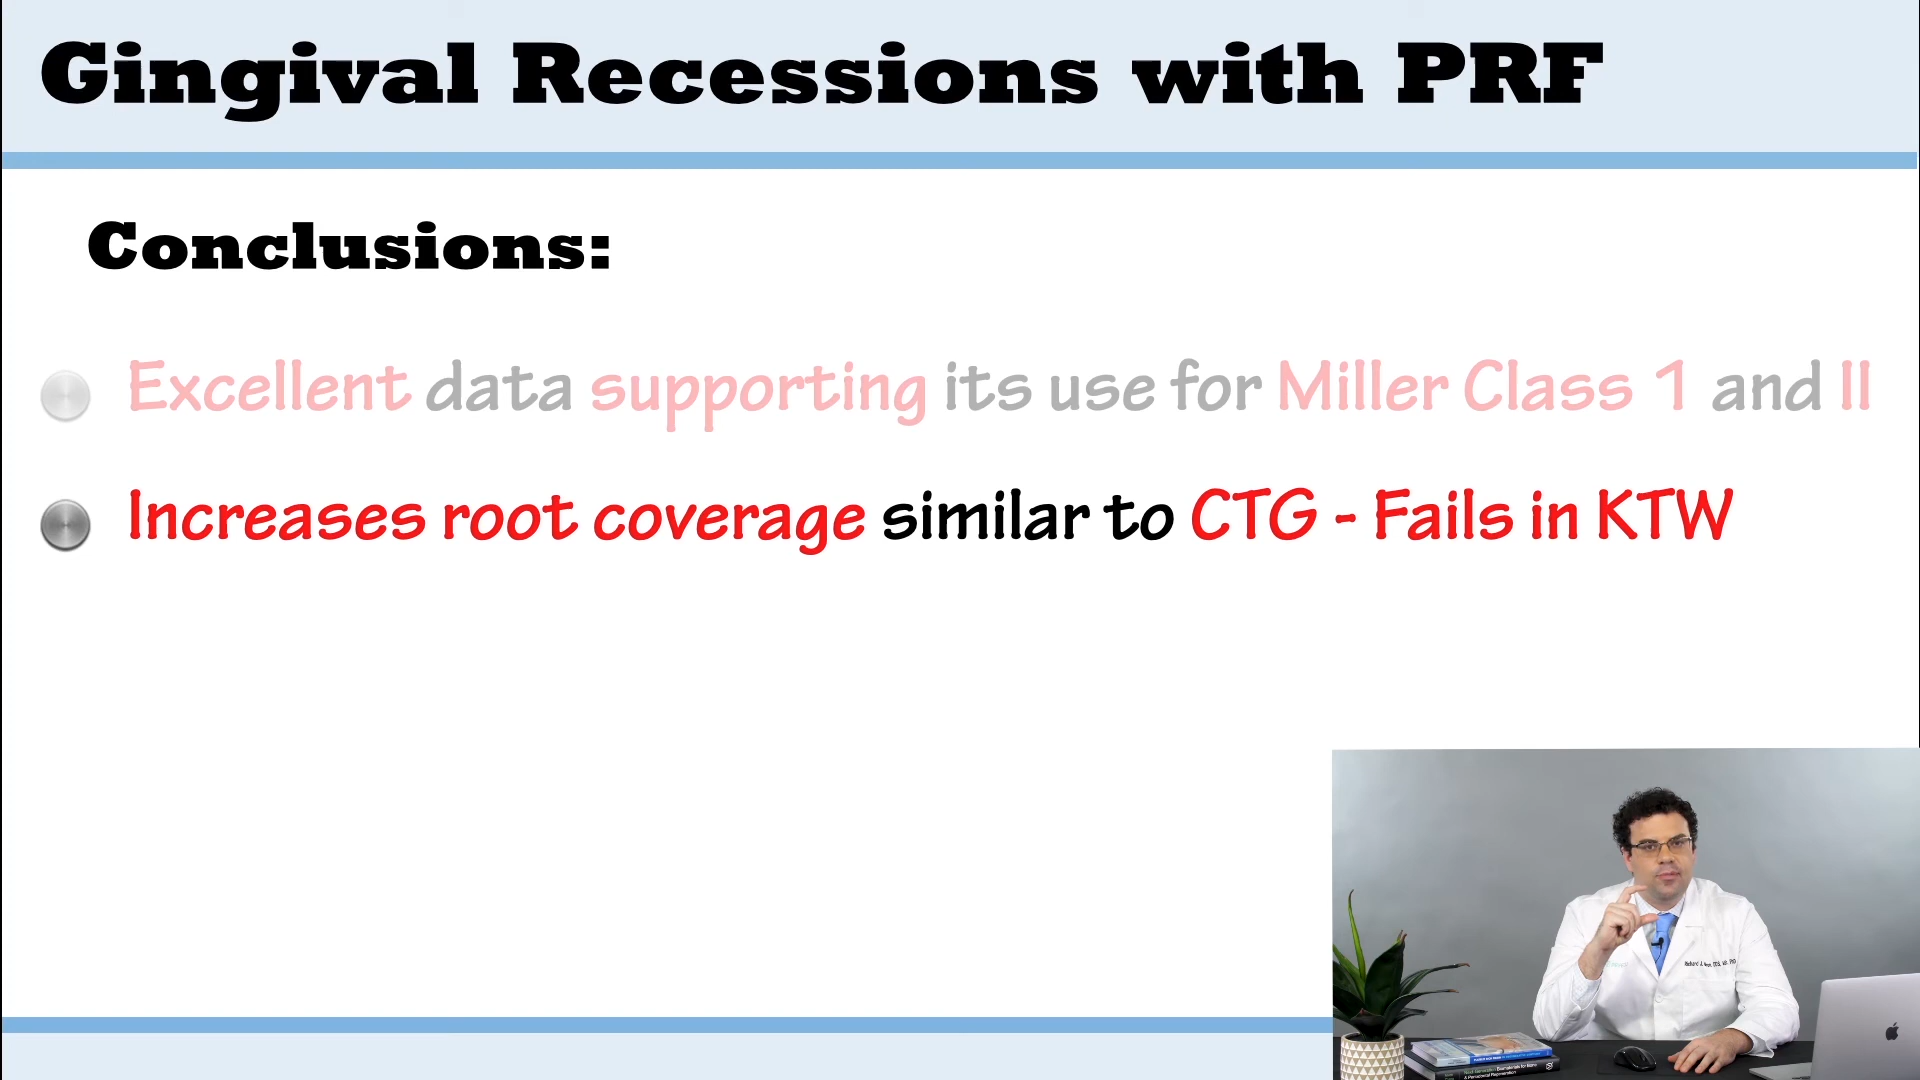 Gingival Recessions with PRF
Conclusions:
Excellent data supporting its use for Miller Class 1 and II
Increases root coverage similar to CTG - Fails in KTW